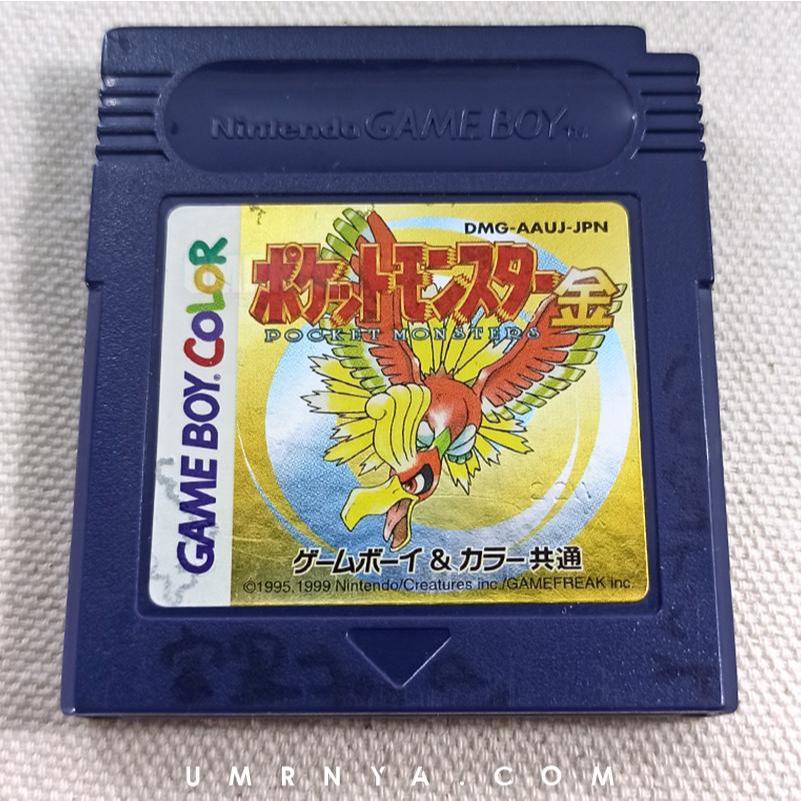 Nintendo GAME BOY TM
DMG-AAUJ-JPN
ポケットモンスター金
POCKET MONSTERS
GAME BOY COLOR
ゲームボーイ & カラー共通
©1995,1999 Nintendo/Creatures inc./GAMEFREAK inc.
UMRNYA.COM